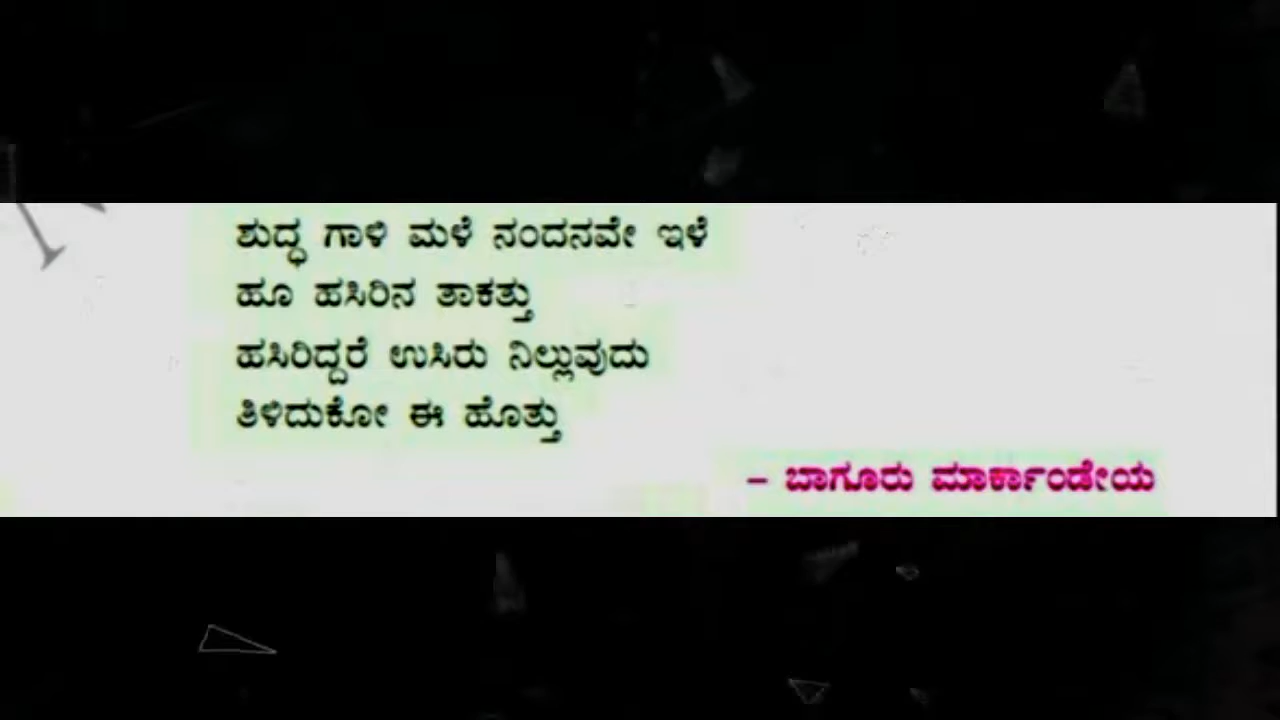 ಶುದ್ಧ ಗಾಳಿ ಮಳೆ ನಂದನವೇ ಇಳೆ
ಹೂ ಹಸಿರಿನ ತಾಕತ್ತು
ಹಸಿರಿದ್ದರೆ ಉಸಿರು ನಿಲ್ಲುವುದು
ತಿಳಿದುಕೋ ಈ ಹೊತ್ತು
– ಬಾಗೂರು ಮಾರ್ಕಾಂಡೇಯ